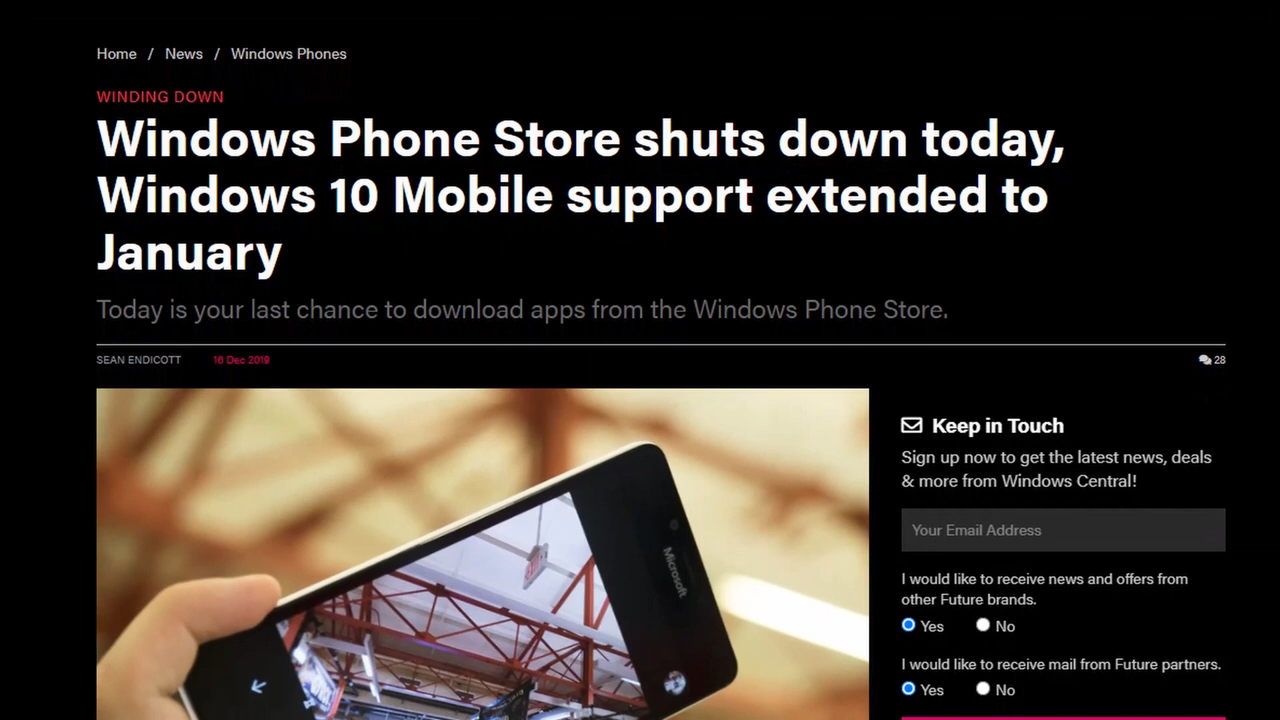 Home / News / Windows Phones
WINDING DOWN
Windows Phone Store shuts down today,
Windows 10 Mobile support extended to
January
Today is your last chance to download apps from the Windows Phone Store.
SEAN ENDICOTT 16 Dec 2019
28
Microsoft
Keep in Touch
Sign up now to get the latest news, deals
& more from Windows Central!
Your Email Address
I would like to receive news and offers from
other Future brands.
Yes No
I would like to receive mail from Future partners.
Yes No